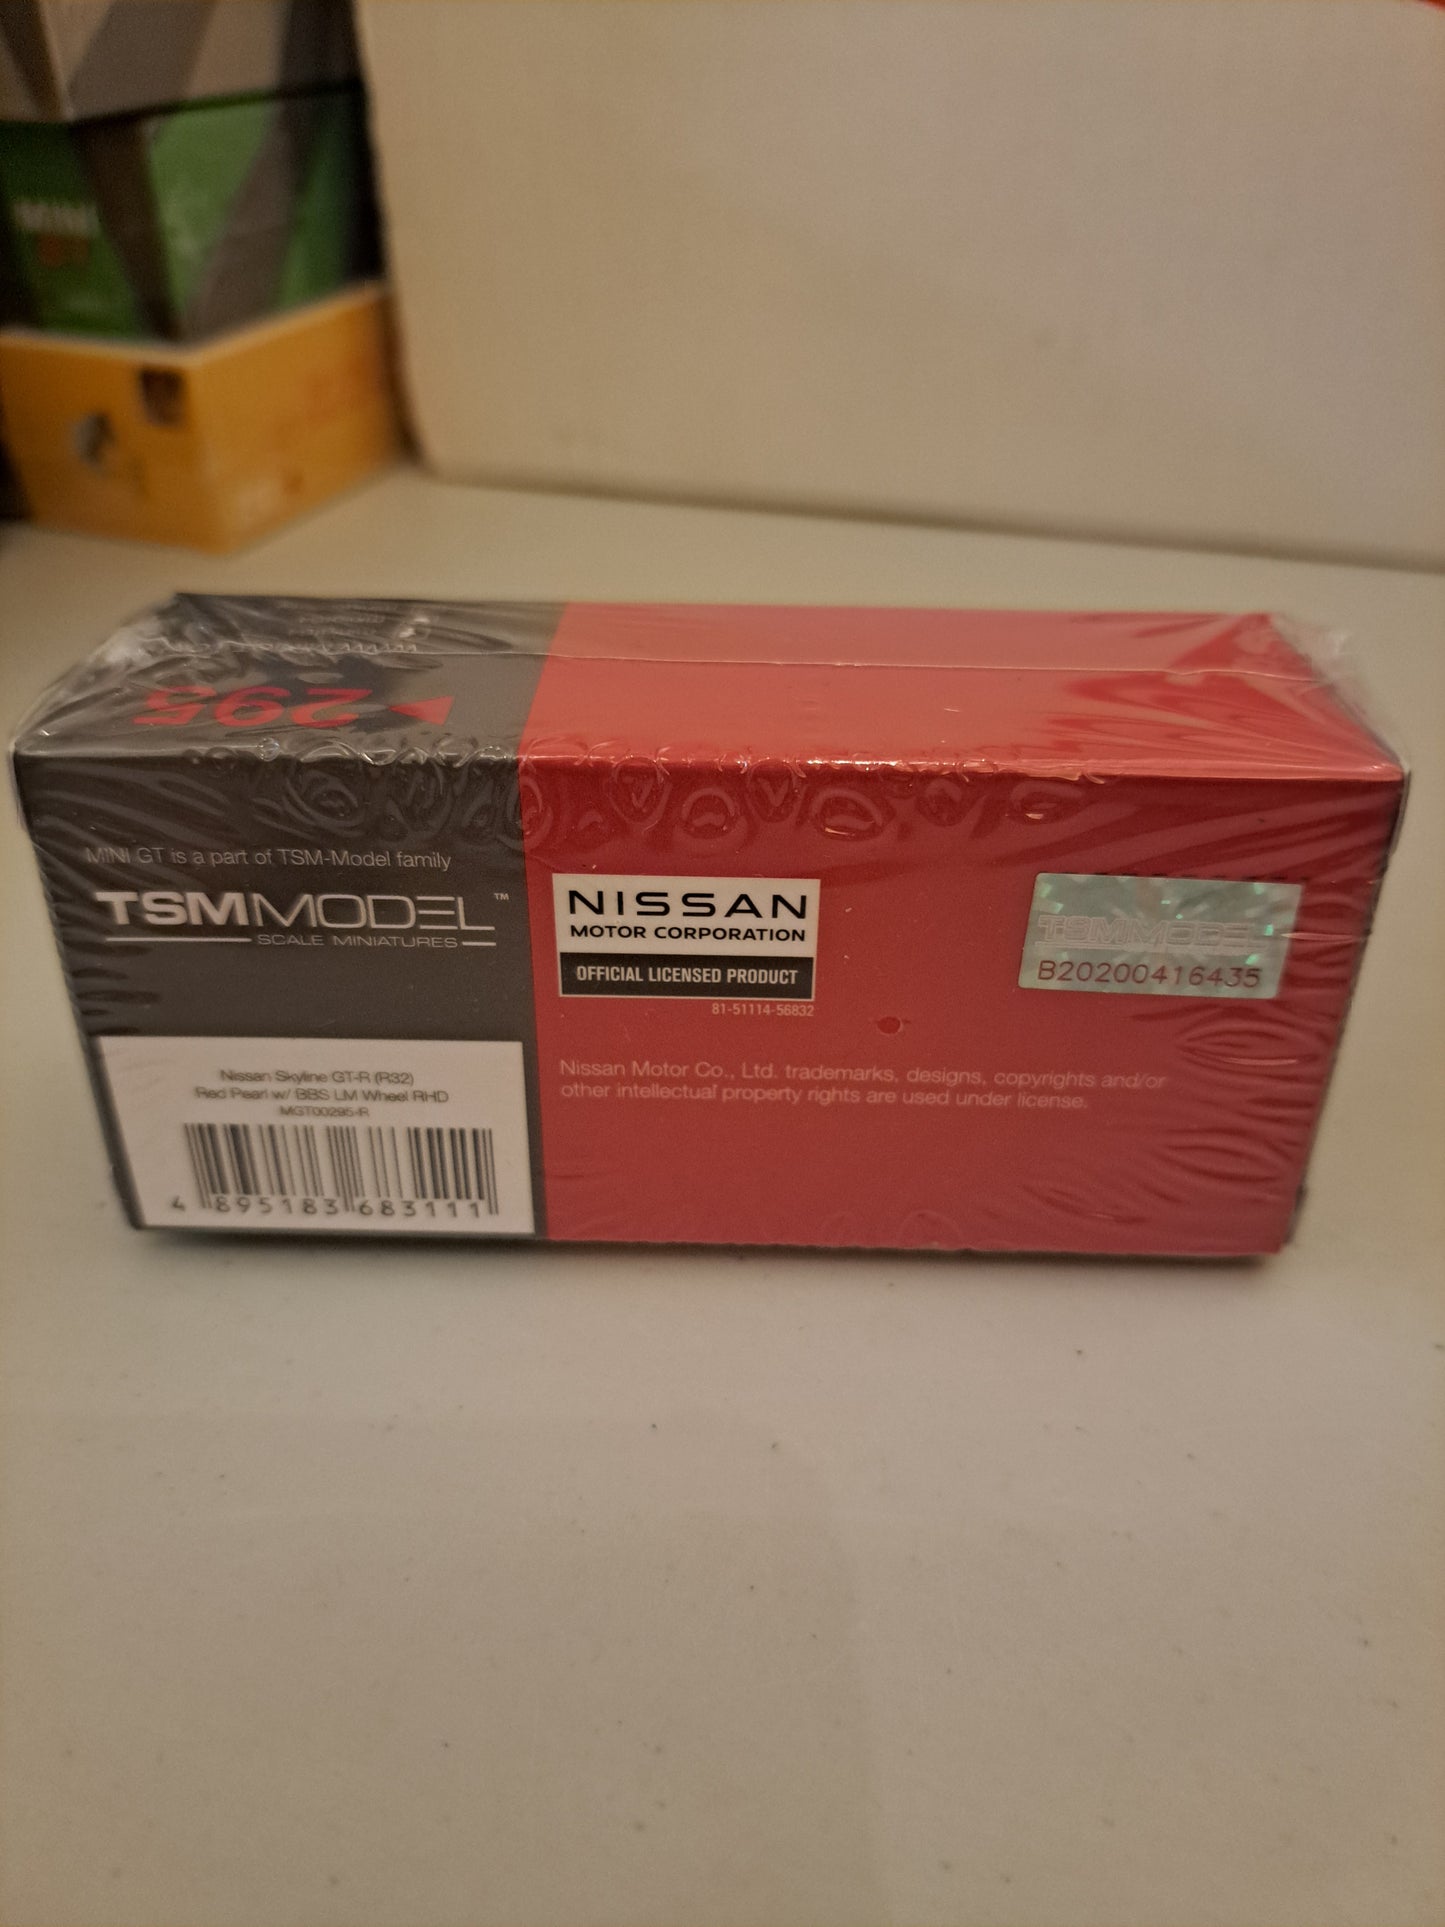 MINI
295
MINI GT is a part of TSM-Model family
TSMMODEL™
SCALE MINIATURES
NISSAN
MOTOR CORPORATION
OFFICIAL LICENSED PRODUCT
81-51114-56832
TSMMODEL
B20200416435
Nissan Motor Co., Ltd. trademarks, designs, copyrights and/or
other intellectual property rights are used under license.
Nissan Skyline GT-R (R32)
Red Pearl w/ BBS LM Wheel RHD
MGT00295-R
4 895183 683111